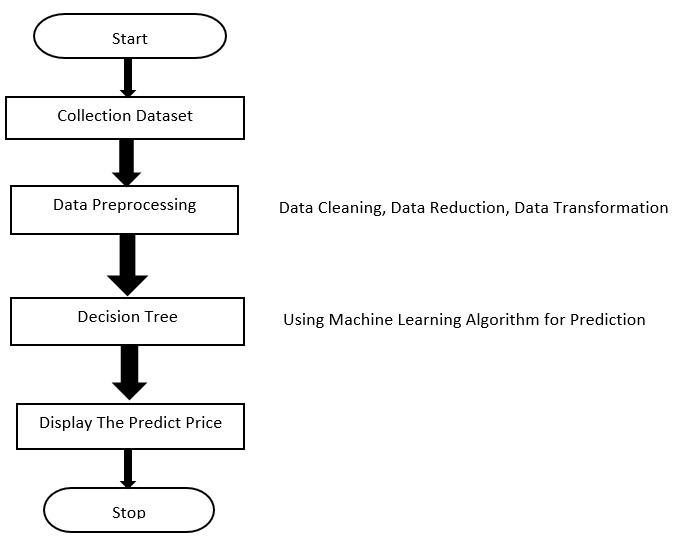 Start
Collection Dataset
Data Preprocessing
Data Cleaning, Data Reduction, Data Transformation
Decision Tree
Using Machine Learning Algorithm for Prediction
Display The Predict Price
Stop